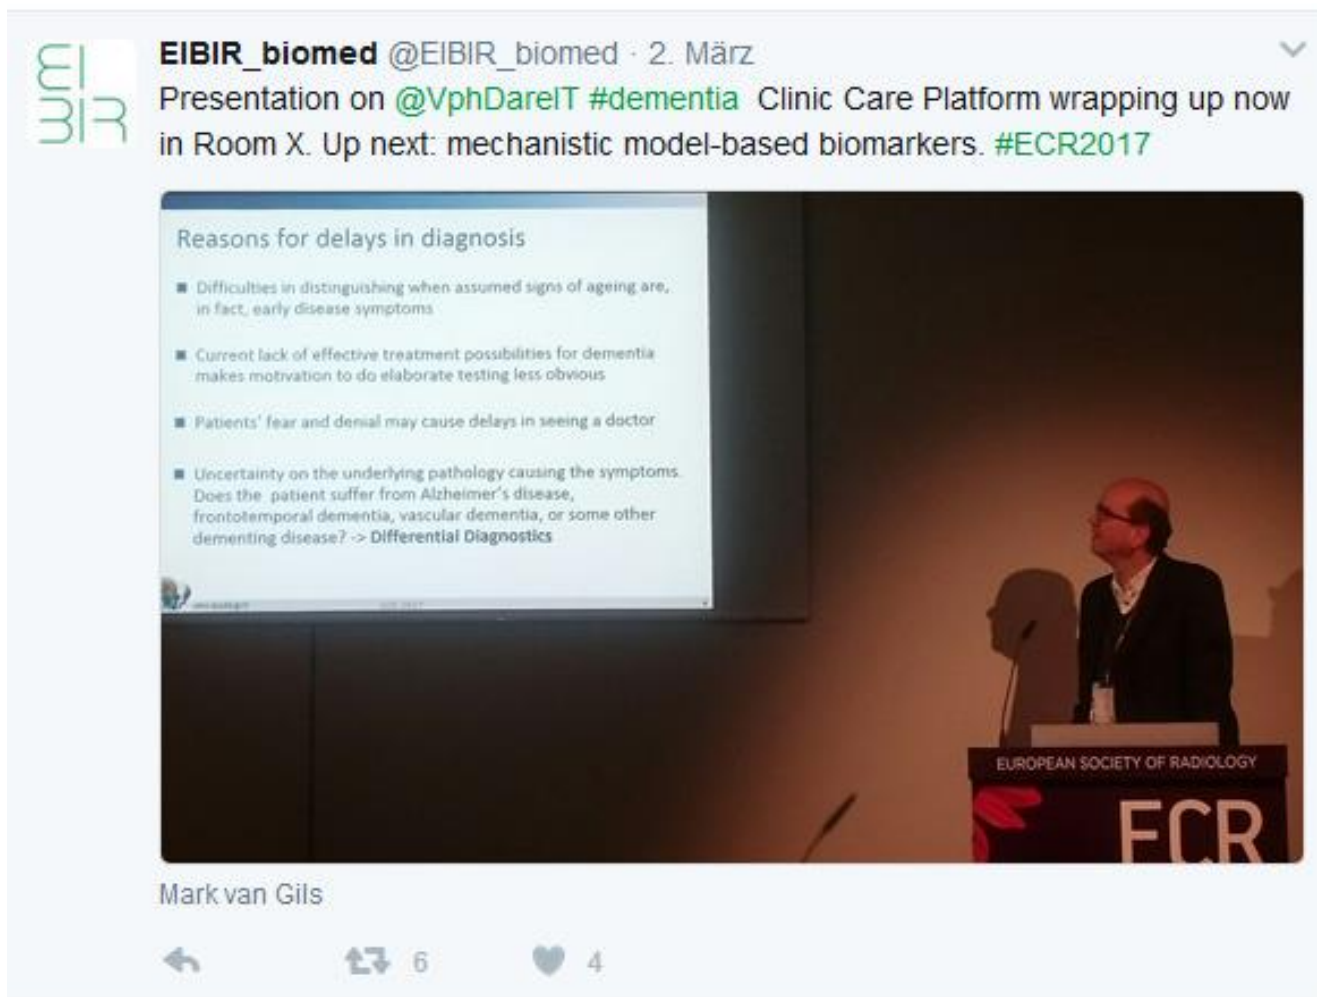 EIBIR
EIBIR_biomed @EIBIR_biomed · 2. März
Presentation on @VphDareIT #dementia Clinic Care Platform wrapping up now
in Room X. Up next: mechanistic model-based biomarkers. #ECR2017
Reasons for delays in diagnosis
■ Difficulties in distinguishing when assumed signs of ageing are,
in fact, early disease symptoms
■ Current lack of effective treatment possibilities for dementia
makes motivation to do elaborate testing less obvious
■ Patients' fear and denial may cause delays in seeing a doctor
■ Uncertainty on the underlying pathology causing the symptoms.
Does the patient suffer from Alzheimer's disease,
frontotemporal dementia, vascular dementia, or some other
dementing disease? -> Differential Diagnostics
EUROPEAN SOCIETY OF RADIOLOGY
ECR
Mark van Gils
6 4